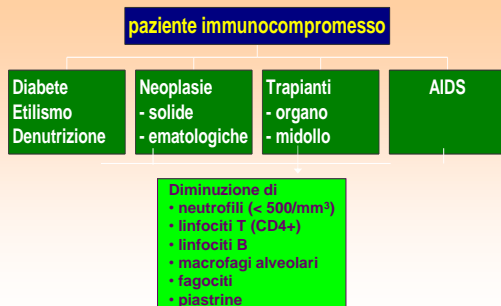 paziente immunocompromesso
Diabete
Etilismo
Denutrizione
Neoplasie
- solide
- ematologiche
Trapianti
- organo
- midollo
AIDS
Diminuzione di
• neutrofili (< 500/mm³)
• linfociti T (CD4+)
• linfociti B
• macrofagi alveolari
• fagociti
• piastrine